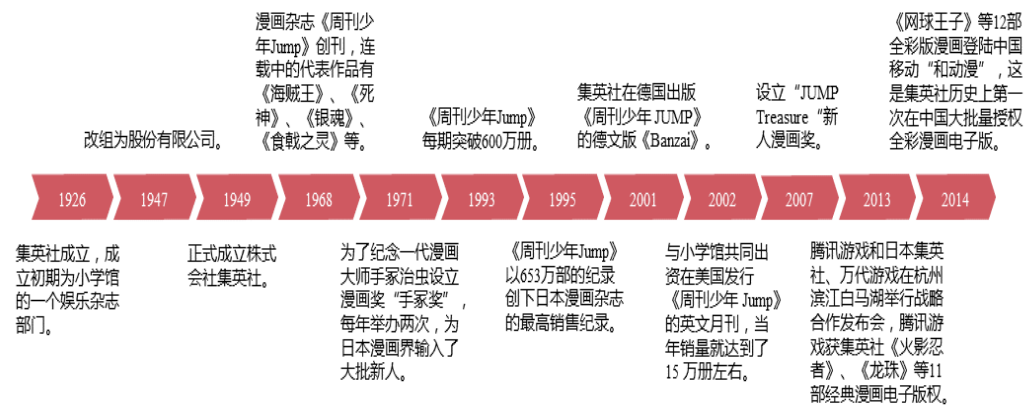 漫画杂志《周刊少
年Jump》创刊，连
载中的代表作品有
《海贼王》、《死
神》、《银魂》、
《食戟之灵》等。
《网球王子》等12部
全彩版漫画登陆中国
移动“和动漫”，这
是集英社历史上第一
次在中国大批量授权
全彩漫画电子版。
改组为股份有限公司。
《周刊少年Jump》
每期突破600万册。
集英社在德国出版
《周刊少年 JUMP》
的德文版《Banzai》。
设立“JUMP
Treasure“新
人漫画奖。
1926
1947
1949
1968
1971
1993
1995
2001
2002
2007
2013
2014
集英社成立，成
立初期为小学馆
的一个娱乐杂志
部门。
正式成立株式
会社集英社。
为了纪念一代漫画
大师手冢治虫设立
漫画奖“手冢奖”，
每年举办两次，为
日本漫画界输入了
大批新人。
《周刊少年Jump》
以653万部的纪录
创下日本漫画杂志
的最高销售纪录。
与小学馆共同出
资在美国发行
《周刊少年 Jump》
的英文月刊，当
年销量就达到了
15 万册左右。
腾讯游戏和日本集英
社、万代游戏在杭州
滨江白马湖举行战略
合作发布会，腾讯游
戏获集英社《火影忍
者》、《龙珠》等11
部经典漫画电子版权。